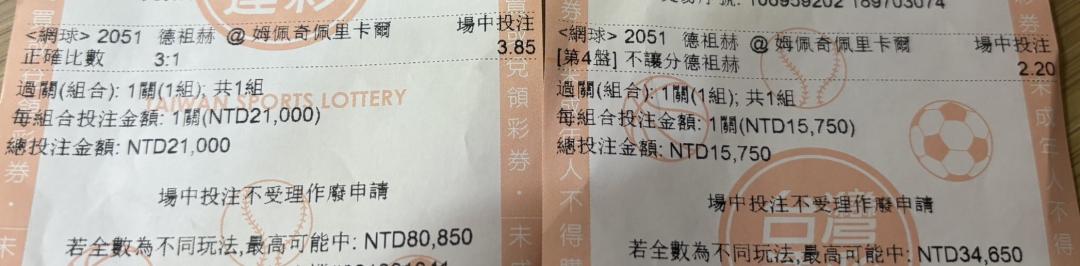 <網球> 2051 德祖赫 @ 姆佩奇佩里卡爾 場中投注
正確比數 3:1 3.85
過關(組合): 1關(1組); 共1組
TAIWAN SPORTS LOTTERY
每組合投注金額: 1關(NTD21,000)
總投注金額: NTD21,000
場中投注不受理作廢申請
若全數為不同玩法,最高可能中: NTD80,850
<網球> 2051 德祖赫 @ 姆佩奇佩里卡爾 場中投注
[第4盤] 不讓分德祖赫 2.20
過關(組合): 1關(1組); 共1組
每組合投注金額: 1關(NTD15,750)
總投注金額: NTD15,750
場中投注不受理作廢申請
台灣
若全數為不同玩法,最高可能中: NTD34,650